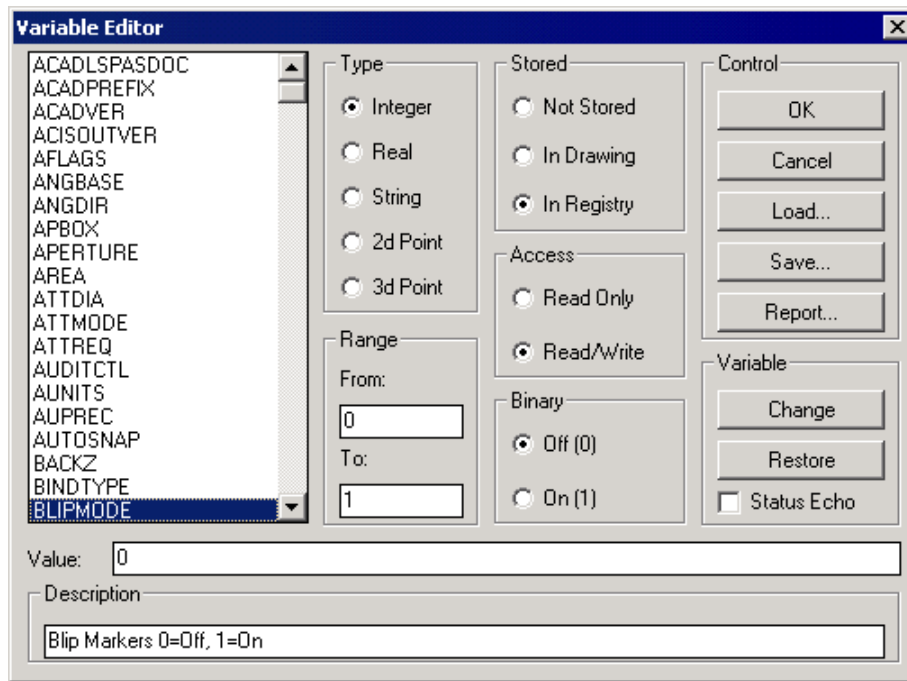 Variable Editor
ACADLSPASDOC
ACADPREFIX
ACADVER
ACISOUTVER
AFLAGS
ANGBASE
ANGDIR
APBOX
APERTURE
AREA
ATTDIA
ATTMODE
ATTREQ
AUDITCTL
AUNITS
AUPREC
AUTOSNAP
BACKZ
BINDTYPE
BLIPMODE
Type
Integer
Real
String
2d Point
3d Point
Range
From:
0
To:
1
Stored
Not Stored
In Drawing
In Registry
Access
Read Only
Read/Write
Binary
Off (0)
On (1)
Control
OK
Cancel
Load...
Save...
Report...
Variable
Change
Restore
Status Echo
Value: 0
Description
Blip Markers 0=Off, 1=On